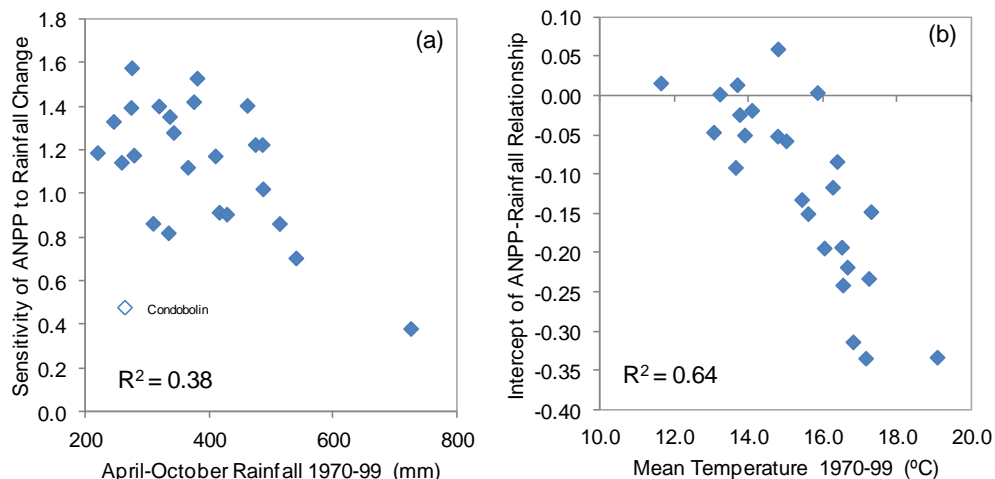 (a)
Sensitivity of ANPP to Rainfall Change
1.8
1.6
1.4
1.2
1.0
0.8
0.6
0.4
0.2
0.0
Condobolin
R² = 0.38
200 400 600 800
April-October Rainfall 1970-99 (mm)
(b)
Intercept of ANPP-Rainfall Relationship
0.10
0.05
0.00
-0.05
-0.10
-0.15
-0.20
-0.25
-0.30
-0.35
-0.40
R² = 0.64
10.0 12.0 14.0 16.0 18.0 20.0
Mean Temperature 1970-99 (ºC)